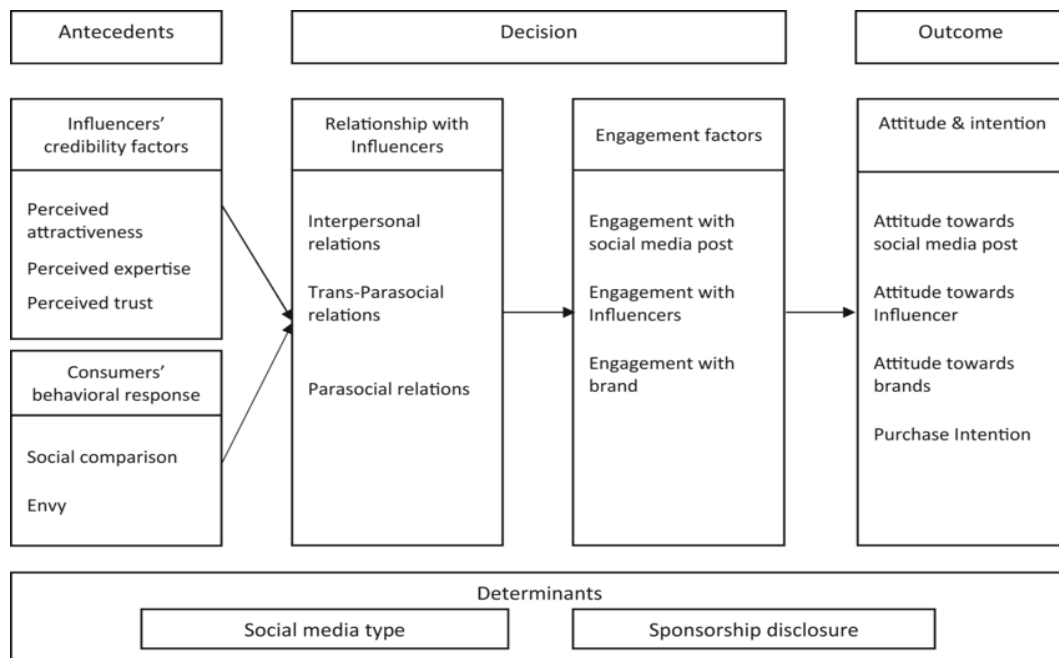 Antecedents
Decision
Outcome
Influencers'
credibility factors
Perceived
attractiveness
Perceived expertise
Perceived trust
Consumers'
behavioral response
Social comparison
Envy
Relationship with
Influencers
Interpersonal
relations
Trans-Parasocial
relations
Parasocial relations
Engagement factors
Engagement with
social media post
Engagement with
Influencers
Engagement with
brand
Attitude & intention
Attitude towards
social media post
Attitude towards
Influencer
Attitude towards
brands
Purchase Intention
Determinants
Social media type
Sponsorship disclosure